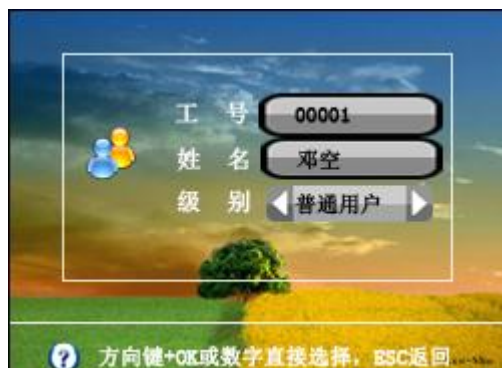 工 号 00001
姓 名 邓空
级 别 普通用户
方向键+OK或数字直接选择，ESC返回